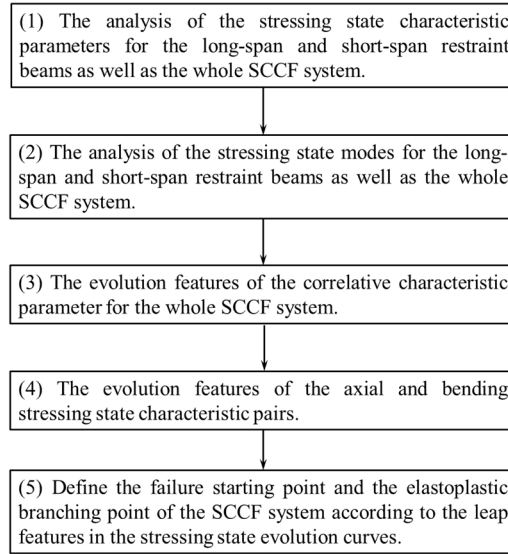 (1) The analysis of the stressing state characteristic
parameters for the long-span and short-span restraint
beams as well as the whole SCCF system.
(2) The analysis of the stressing state modes for the long-
span and short-span restraint beams as well as the whole
SCCF system.
(3) The evolution features of the correlative characteristic
parameter for the whole SCCF system.
(4) The evolution features of the axial and bending
stressing state characteristic pairs.
(5) Define the failure starting point and the elastoplastic
branching point of the SCCF system according to the leap
features in the stressing state evolution curves.